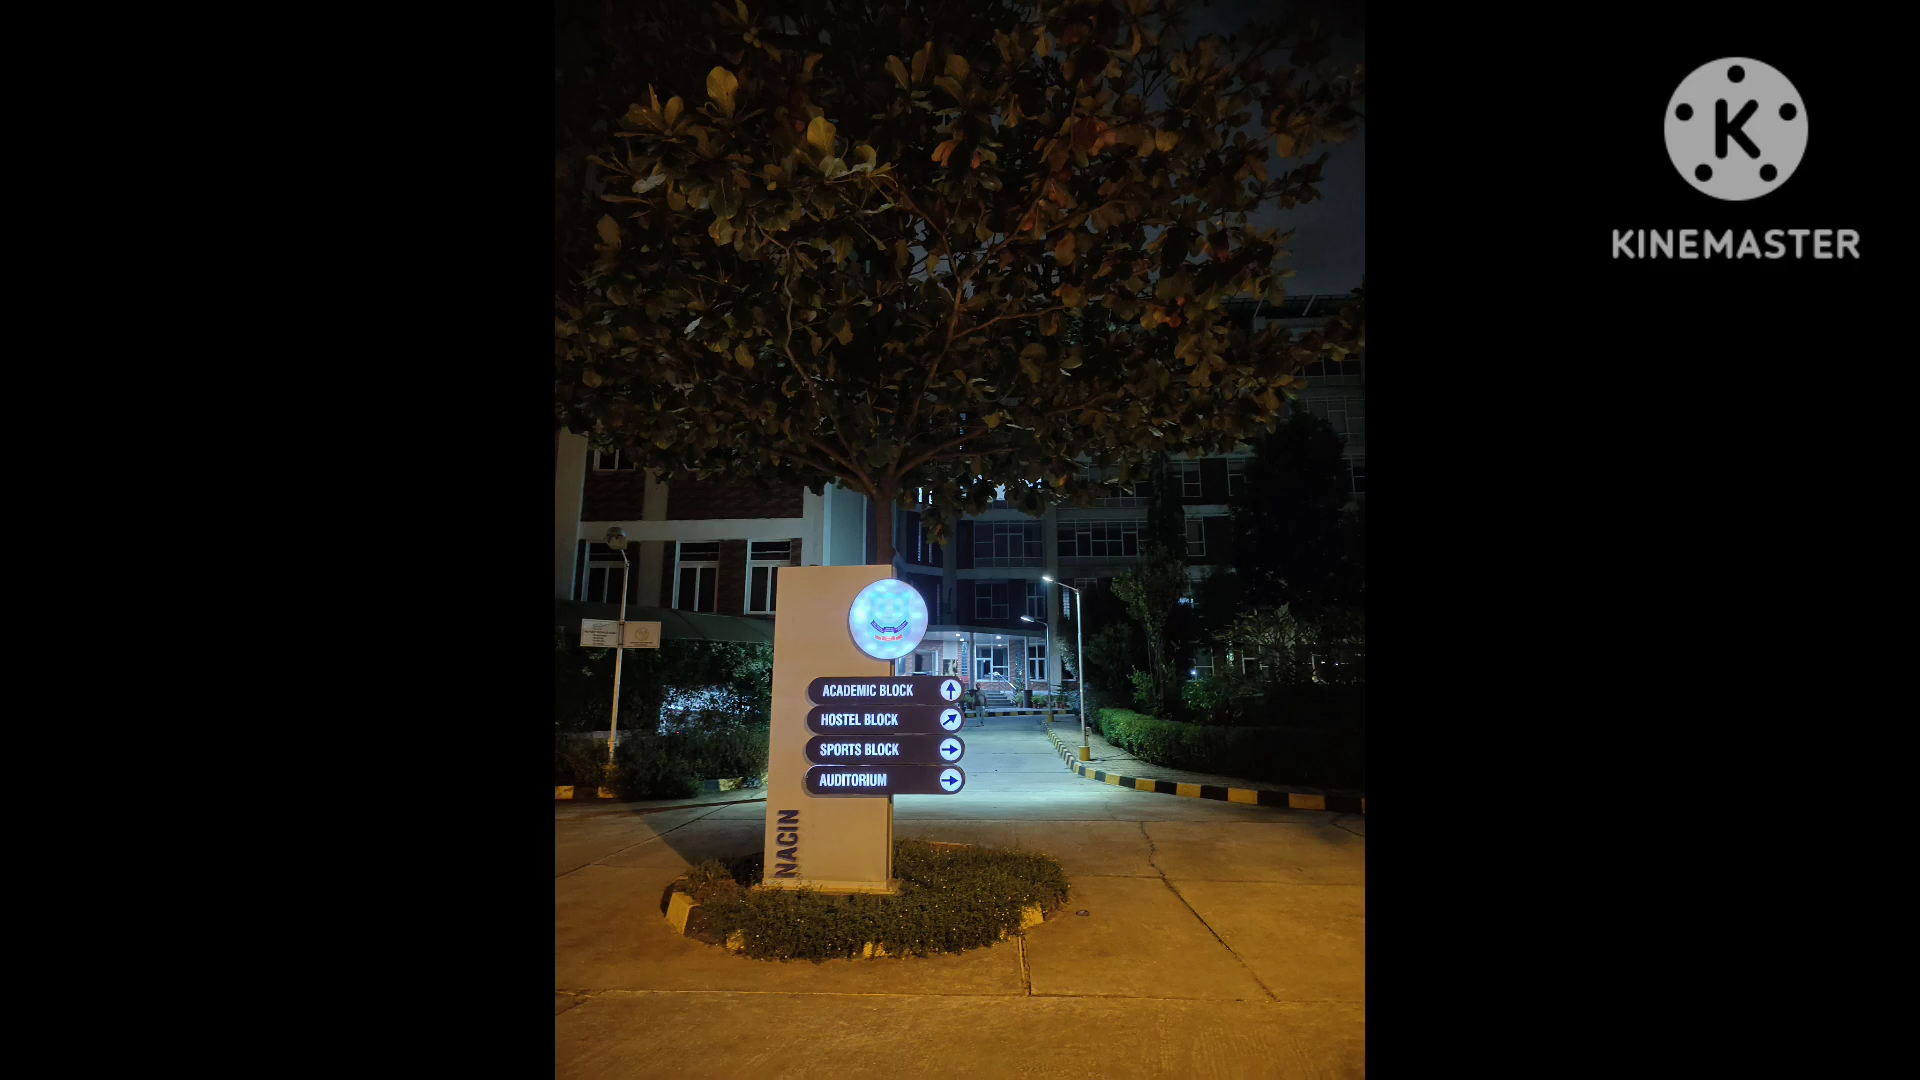 K
KINEMASTER
ACADEMIC BLOCK
HOSTEL BLOCK
SPORTS BLOCK
AUDITORIUM
NACIN